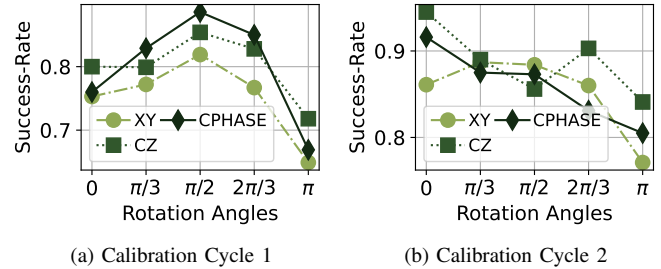 Success-Rate
0.8
0.7
XY
CPHASE
CZ
0 π/3 π/2 2π/3 π
Rotation Angles
(a) Calibration Cycle 1
Success-Rate
0.9
0.8
XY
CPHASE
CZ
0 π/3 π/2 2π/3 π
Rotation Angles
(b) Calibration Cycle 2